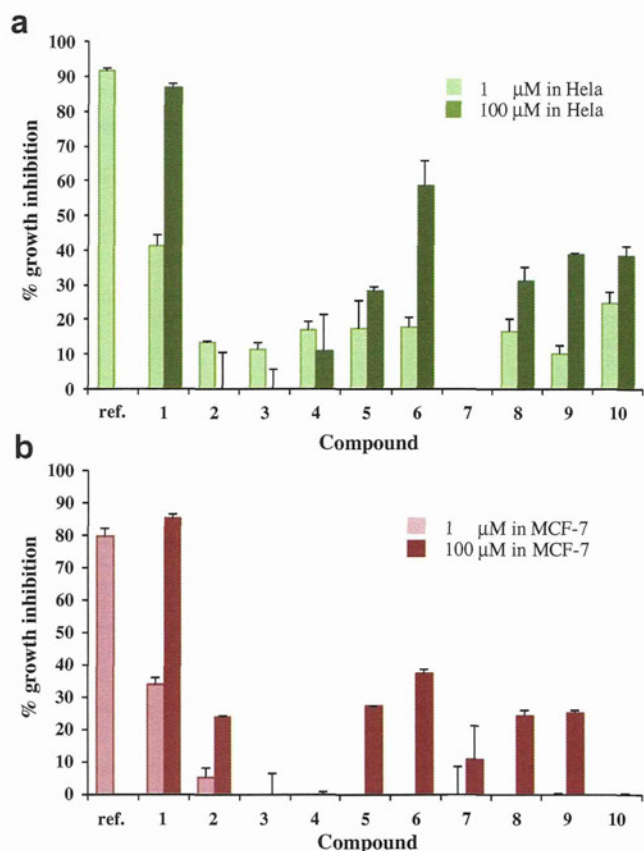 a
100
90
80
70
60
50
40
30
20
10
0
% growth inhibition
1 µM in Hela
100 µM in Hela
ref. 1 2 3 4 5 6 7 8 9 10
Compound
b
100
90
80
70
60
50
40
30
20
10
0
% growth inhibition
1 µM in MCF-7
100 µM in MCF-7
ref. 1 2 3 4 5 6 7 8 9 10
Compound